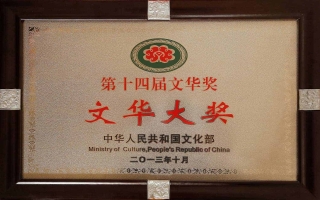 第十四届文华奖
文华大奖
中华人民共和国文化部
Ministry of Culture,People's Republic of China
二〇一三年十月